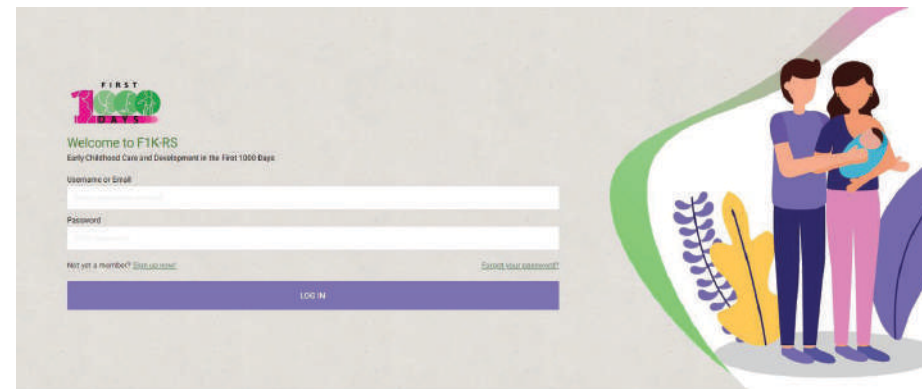 FIRST
1000
DAYS
Welcome to F1K-RS
Early Childhood Care and Development in the First 1000 Days
Username or Email
Password
Not yet a member? Sign up now! Forgot your password?
LOG IN